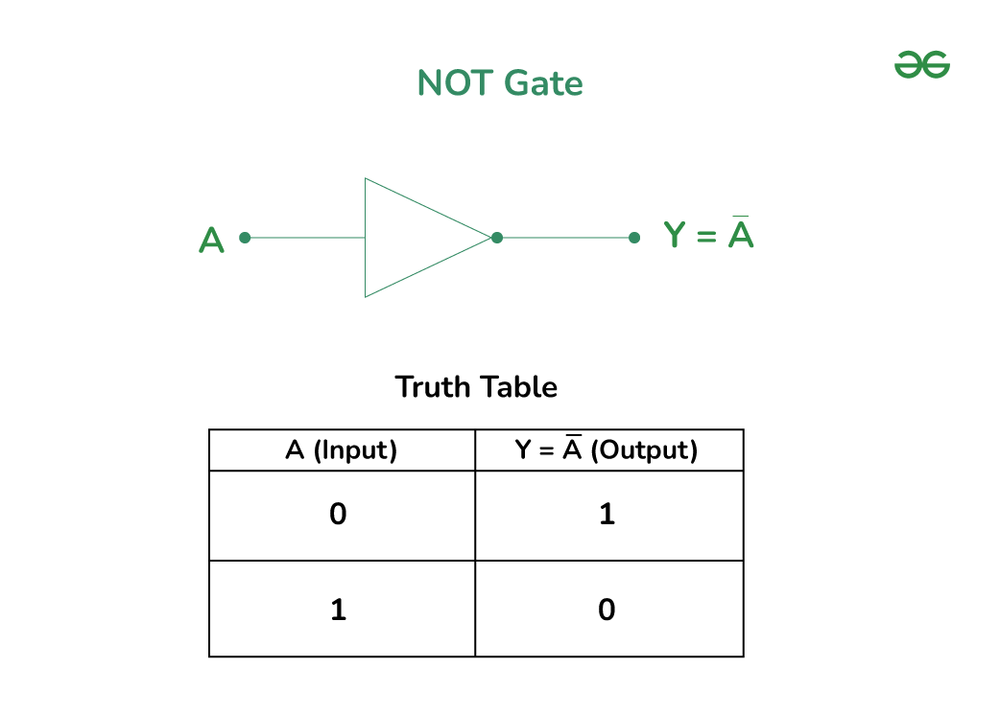 NOT Gate
A
Y = A̅
Truth Table
A (Input) Y = A̅ (Output)
0 1
1 0